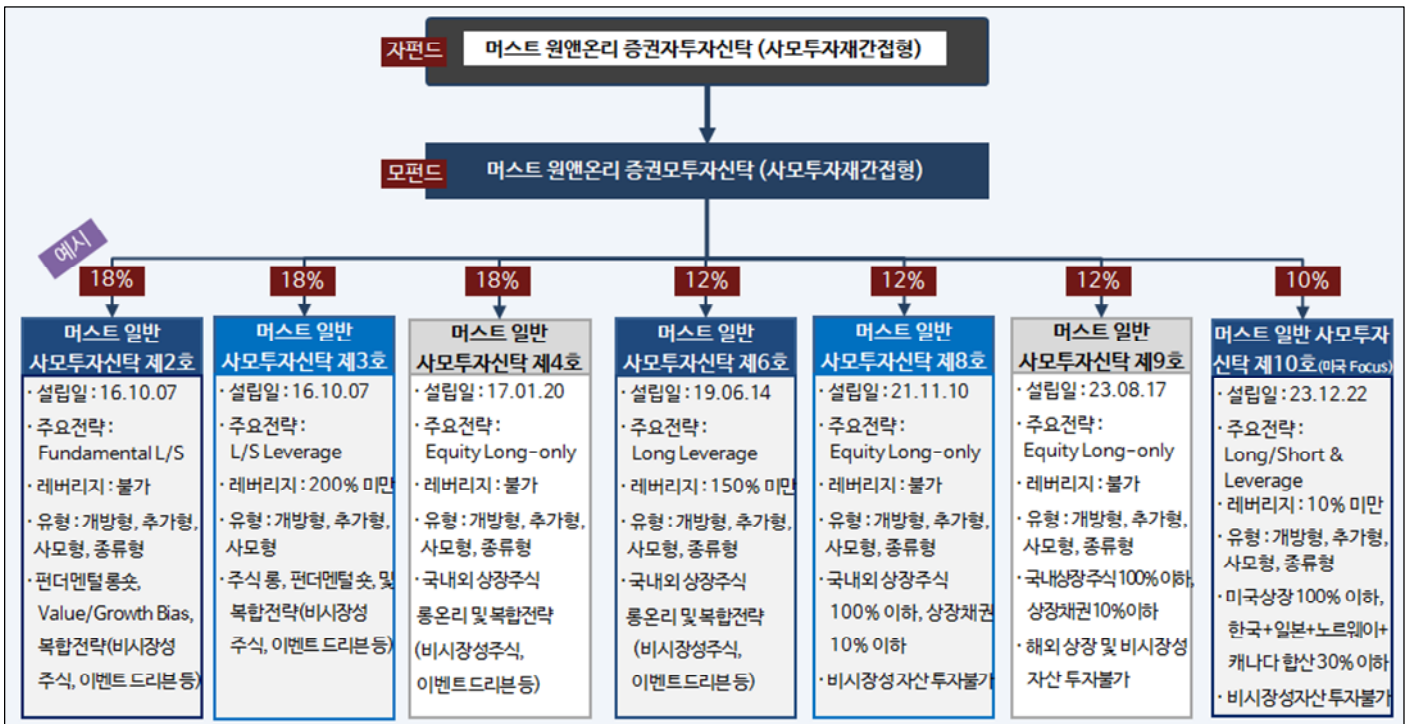 자펀드
머스트 원앤온리 증권자투자신탁 (사모투자재간접형)
모펀드
머스트 원앤온리 증권모투자신탁 (사모투자재간접형)
예시
18%
머스트 일반
사모투자신탁 제2호
· 설립일 : 16.10.07
· 주요전략 :
Fundamental L/S
· 레버리지 : 불가
· 유형 : 개방형, 추가형,
사모형, 종류형
· 펀더멘털 롱숏,
Value/Growth Bias,
복합전략(비시장성
주식, 이벤트 드리븐 등)
18%
머스트 일반
사모투자신탁 제3호
· 설립일 : 16.10.07
· 주요전략 :
L/S Leverage
· 레버리지 : 200% 미만
· 유형 : 개방형, 추가형,
사모형
· 주식 롱, 펀더멘털 숏, 및
복합전략(비시장성
주식, 이벤트 드리븐 등)
18%
머스트 일반
사모투자신탁 제4호
· 설립일 : 17.01.20
· 주요전략 :
Equity Long-only
· 레버리지 : 불가
· 유형 : 개방형, 추가형,
사모형, 종류형
· 국내외 상장주식
롱온리 및 복합전략
(비시장성주식,
이벤트드리븐 등)
12%
머스트 일반
사모투자신탁 제6호
· 설립일 : 19.06.14
· 주요전략 :
Long Leverage
· 레버리지 : 150% 미만
· 유형 : 개방형, 추가형,
사모형, 종류형
· 국내외 상장주식
롱온리 및 복합전략
(비시장성주식,
이벤트드리븐 등)
12%
머스트 일반
사모투자신탁 제8호
· 설립일 : 21.11.10
· 주요전략 :
Equity Long-only
· 레버리지 : 불가
· 유형 : 개방형, 추가형,
사모형, 종류형
· 국내외 상장주식
100% 이하, 상장채권
10% 이하
· 비시장성 자산 투자불가
12%
머스트 일반
사모투자신탁 제9호
· 설립일 : 23.08.17
· 주요전략 :
Equity Long-only
· 레버리지 : 불가
· 유형 : 개방형, 추가형,
사모형, 종류형
· 국내상장 주식 100% 이하,
상장채권 10%이하
· 해외 상장 및 비시장성
자산 투자불가
10%
머스트 일반 사모투자
신탁 제10호 (미국 Focus)
· 설립일 : 23.12.22
· 주요전략 :
Long/Short &
Leverage
· 레버리지 : 10% 미만
· 유형 : 개방형, 추가형,
사모형, 종류형
· 미국상장 100% 이하,
한국+일본+노르웨이+
캐나다 합산 30% 이하
· 비시장성자산 투자불가